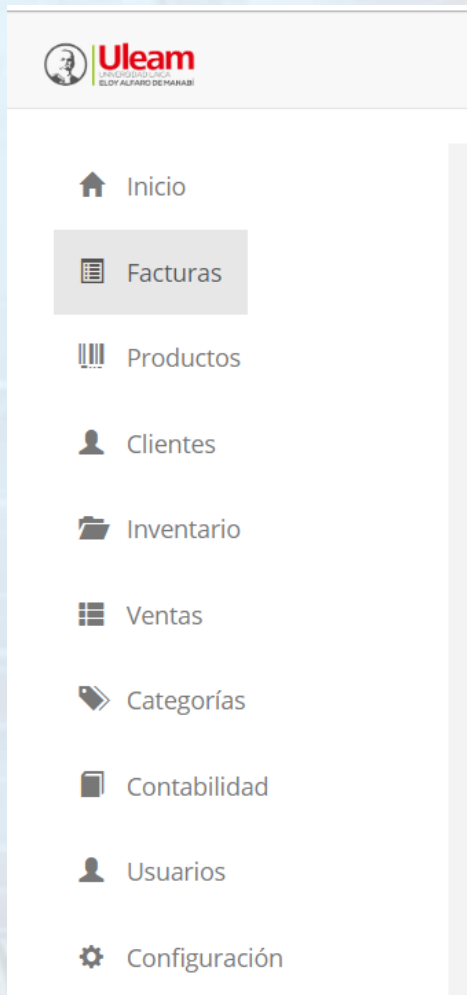 Uleam
UNIVERSIDAD LAICA
ELOY ALFARO DE MANABÍ
Inicio
Facturas
Productos
Clientes
Inventario
Ventas
Categorías
Contabilidad
Usuarios
Configuración